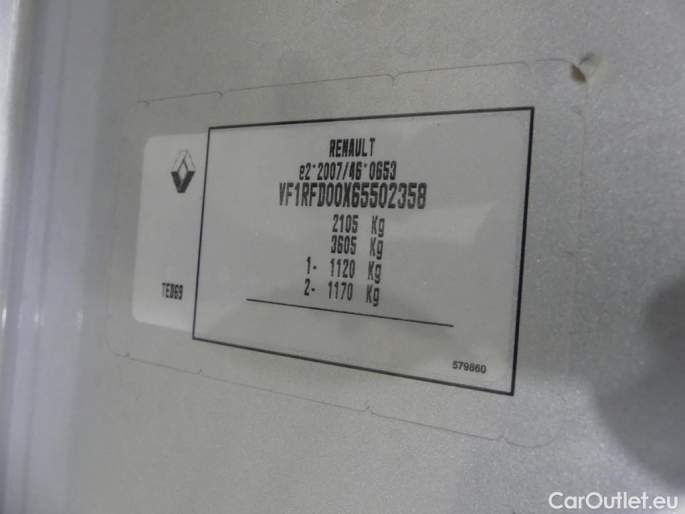 RENAULT
e2*2007/46*0653
VF1RFD00X65502358
2105 Kg
3605 Kg
1- 1120 Kg
2- 1170 Kg
TED69
579860
CarOutlet.eu